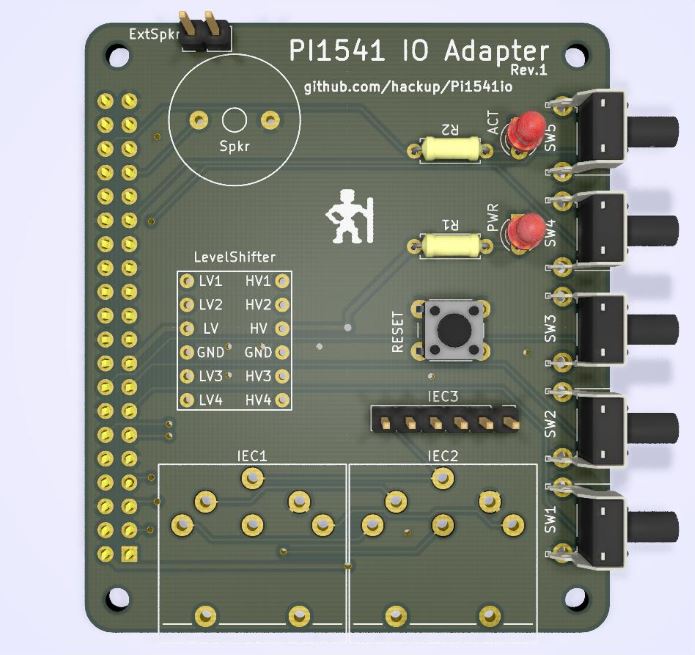 ExtSpkr
PI1541 IO Adapter
Rev.1
github.com/hackup/Pi1541io
Spkr
R2
ACT
SW5
R1
PWR
SW4
LevelShifter
LV1 HV1
LV2 HV2
LV HV
GND GND
LV3 HV3
LV4 HV4
RESET
SW3
IEC3
SW2
IEC1
IEC2
SW1